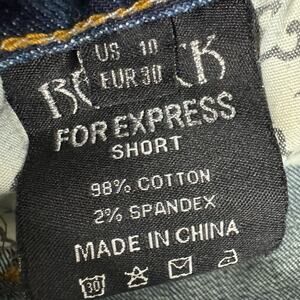 US 10
EUR 30
FOR EXPRESS
SHORT
98% COTTON
2% SPANDEX
MADE IN CHINA
30